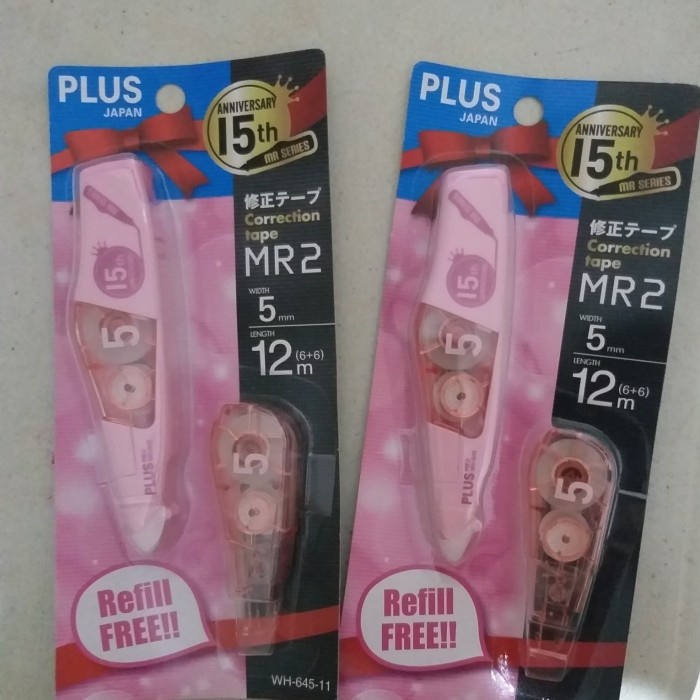 PLUS
JAPAN
ANNIVERSARY
15th
MR SERIES
修正テープ
Correction
tape
MR2
WIDTH
5mm
LENGTH
12m (6+6)
15th
5
PLUS
5
Refill
FREE!!
WH-645-11
PLUS
JAPAN
ANNIVERSARY
15th
MR SERIES
修正テープ
Correction
tape
MR2
WIDTH
5mm
LENGTH
12m (6+6)
15th
5
PLUS
5
Refill
FREE!!